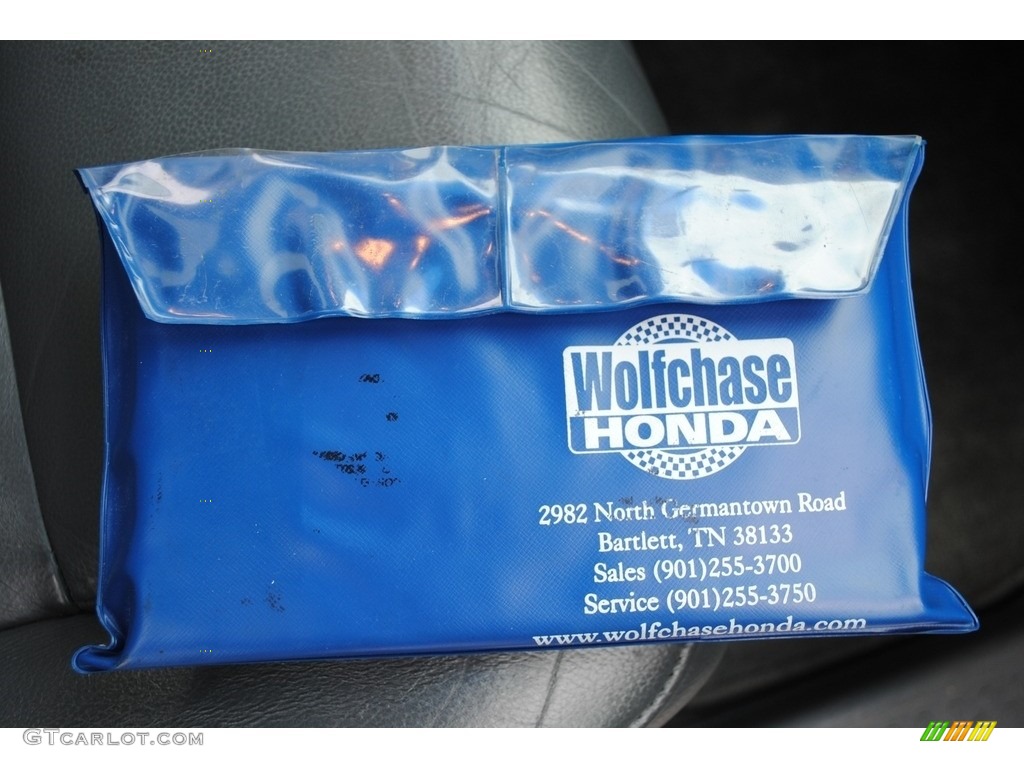 Wolfchase
HONDA
2982 North Germantown Road
Bartlett, TN 38133
Sales (901)255-3700
Service (901)255-3750
www.wolfchasehonda.com
GTCARLOT.COM